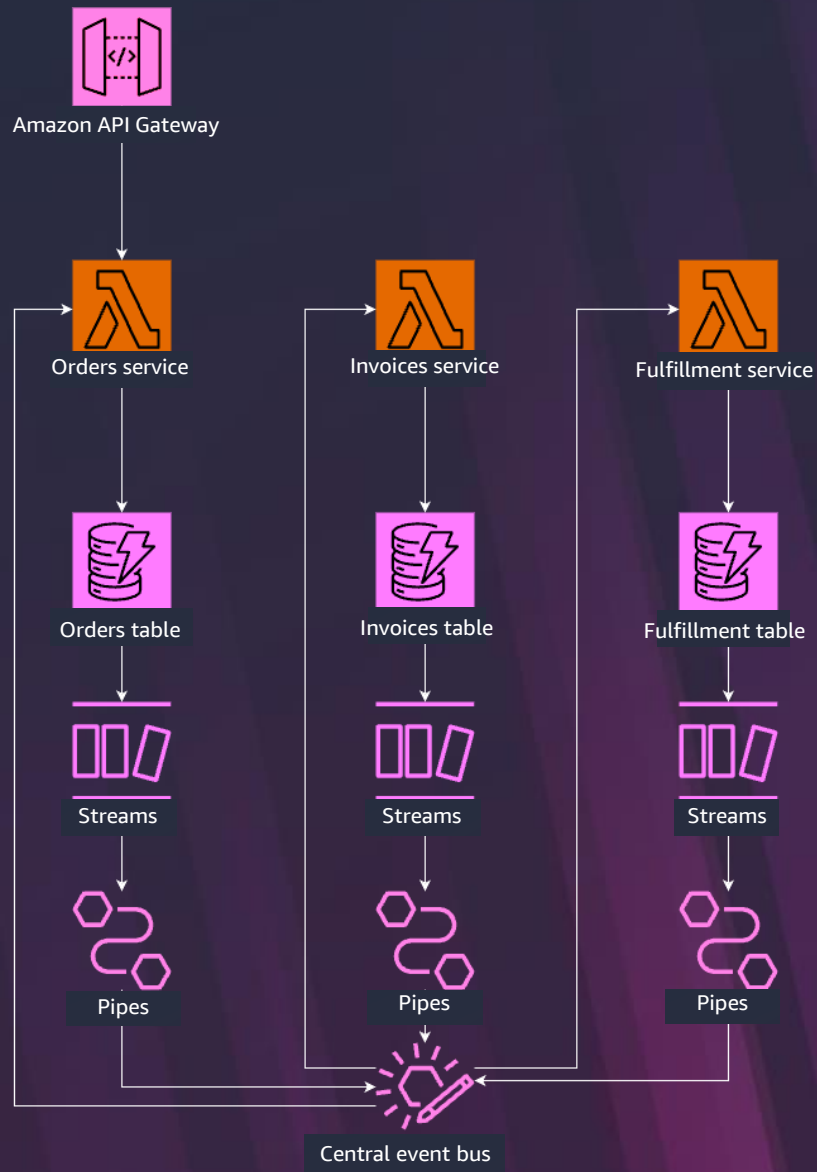 </>
Amazon API Gateway
Orders service
Invoices service
Fulfillment service
Orders table
Invoices table
Fulfillment table
Streams
Streams
Streams
Pipes
Pipes
Pipes
Central event bus